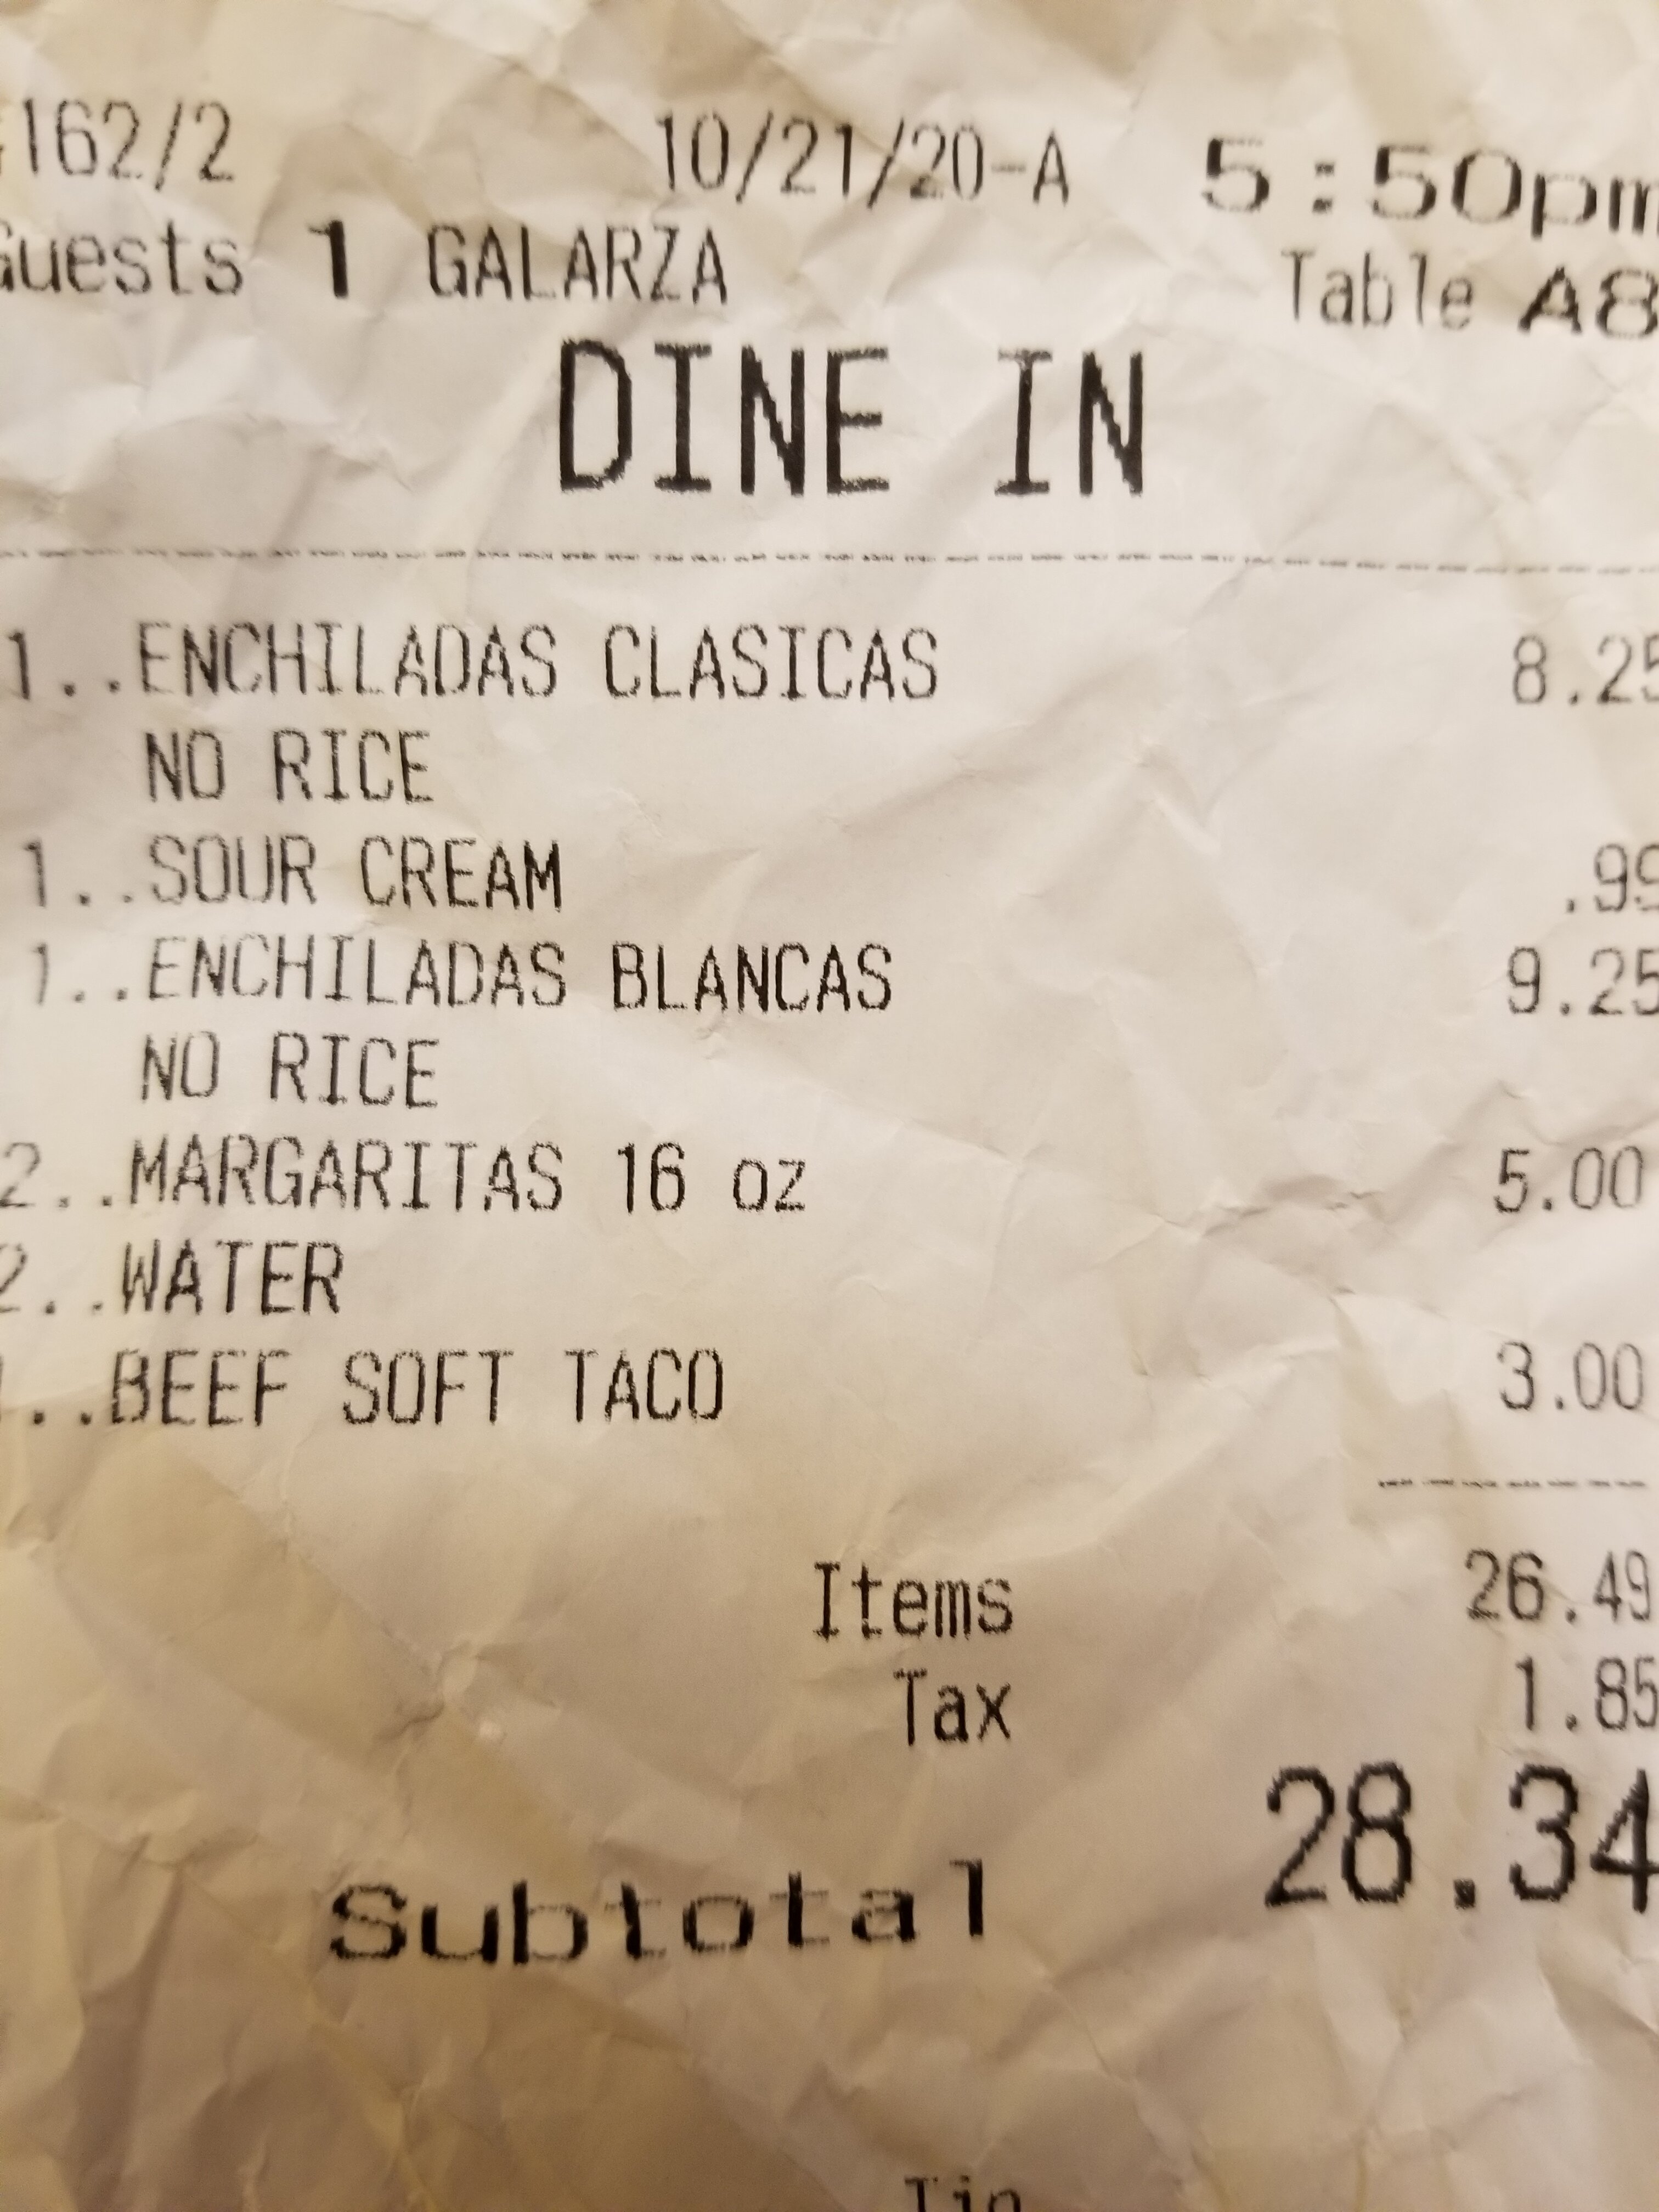 162/2 10/21/20-A 5:50pm
Guests 1 GALARZA Table A8
DINE IN
1..ENCHILADAS CLASICAS 8.25
NO RICE
1..SOUR CREAM .99
1..ENCHILADAS BLANCAS 9.25
NO RICE
2..MARGARITAS 16 oz 5.00
2..WATER
1..BEEF SOFT TACO 3.00
Items 26.49
Tax 1.85
28.34
Subtotal
Tip